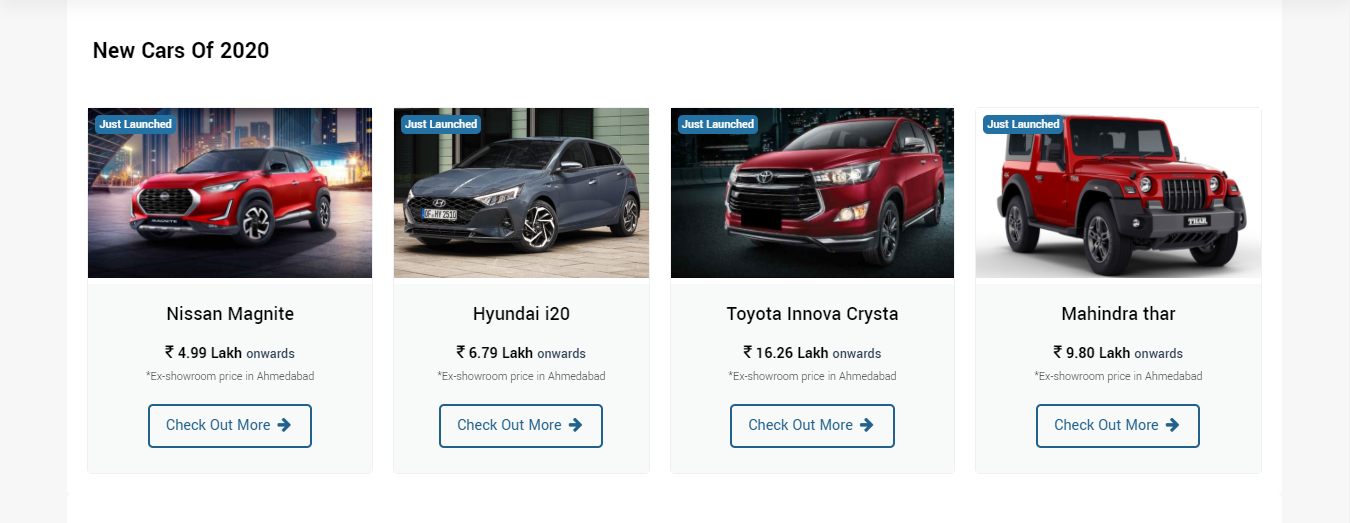 New Cars Of 2020
Just Launched
MAGNITE
Nissan Magnite
₹ 4.99 Lakh onwards
*Ex-showroom price in Ahmedabad
Check Out More
Just Launched
Hyundai i20
₹ 6.79 Lakh onwards
*Ex-showroom price in Ahmedabad
Check Out More
Just Launched
Toyota Innova Crysta
₹ 16.26 Lakh onwards
*Ex-showroom price in Ahmedabad
Check Out More
Just Launched
THAR
Mahindra thar
₹ 9.80 Lakh onwards
*Ex-showroom price in Ahmedabad
Check Out More